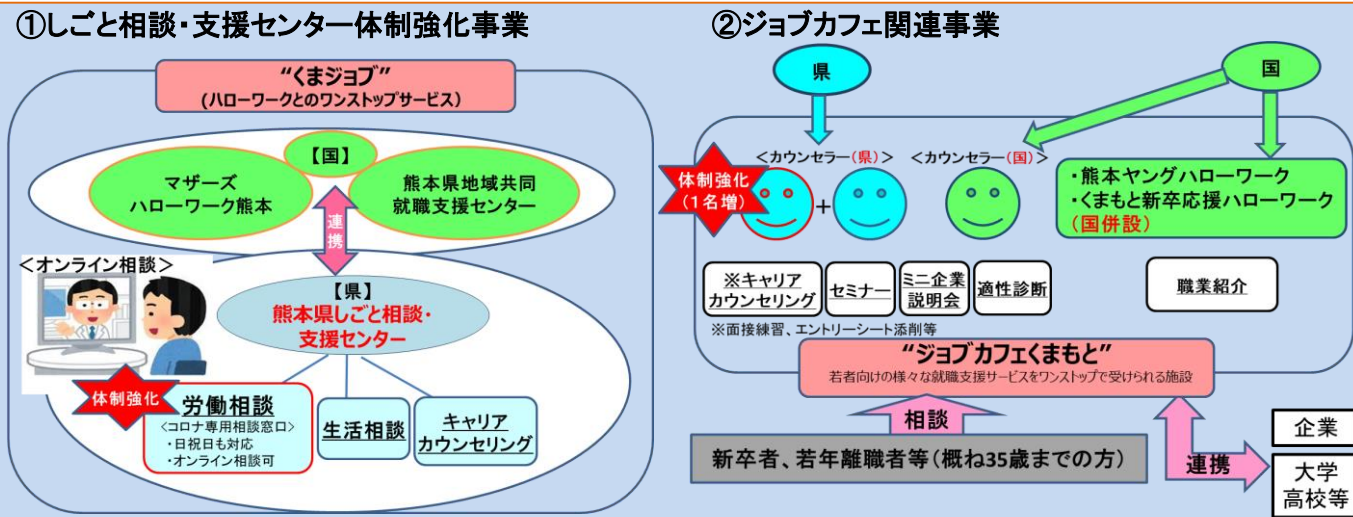 ①しごと相談・支援センター体制強化事業
“くまジョブ”
(ハローワークとのワンストップサービス)
【国】
マザーズ
ハローワーク熊本
熊本県地域共同
就職支援センター
連携
＜オンライン相談＞
【県】
熊本県しごと相談・
支援センター
体制強化
労働相談
＜コロナ専用相談窓口＞
・日祝日も対応
・オンライン相談可
生活相談
キャリア
カウンセリング
②ジョブカフェ関連事業
県
国
＜カウンセラー(県)＞
＜カウンセラー(国)＞
体制強化
(1名増)
+
・熊本ヤングハローワーク
・くまもと新卒応援ハローワーク
(国併設)
※キャリア
カウンセリング
セミナー
ミニ企業
説明会
適性診断
職業紹介
※面接練習、エントリーシート添削等
“ジョブカフェくまもと”
若者向けの様々な就職支援サービスをワンストップで受けられる施設
相談
新卒者、若年離職者等(概ね35歳までの方)
連携
企業
大学
高校等